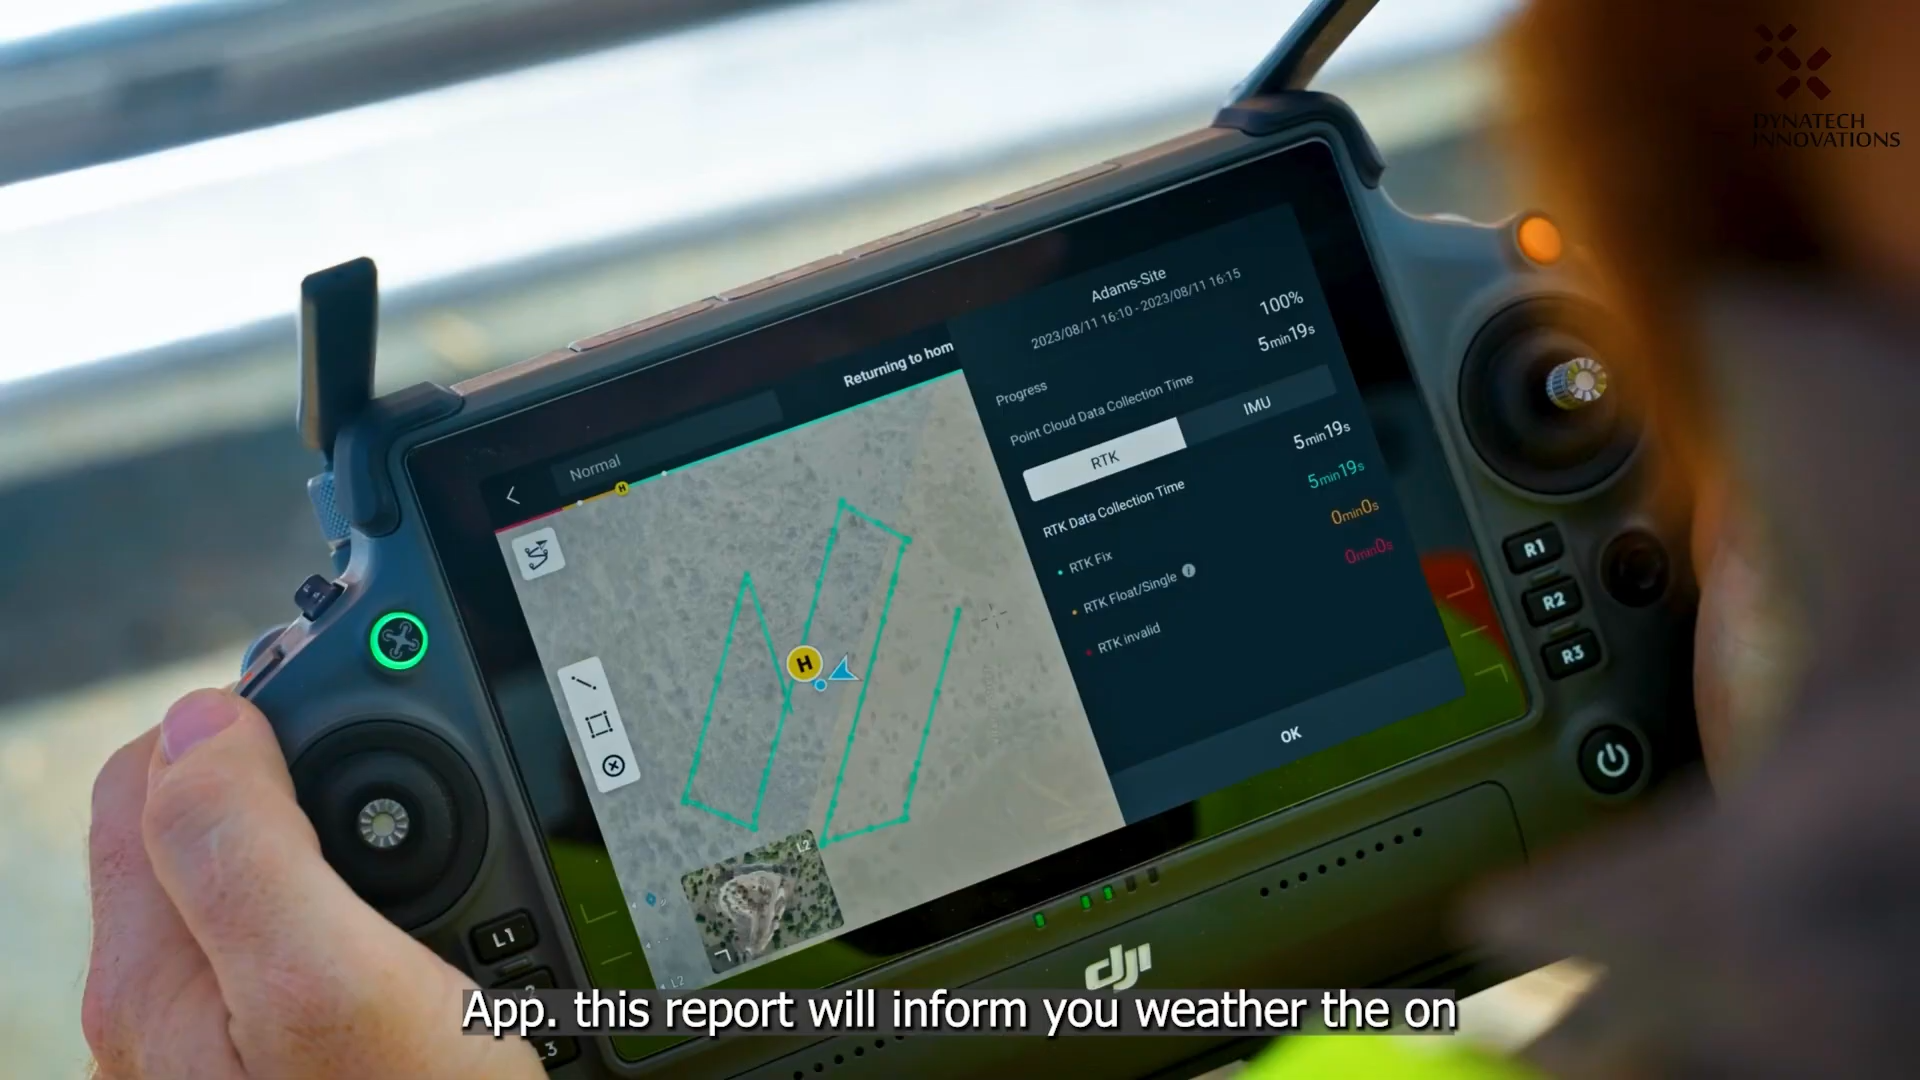 DYNATECH
INNOVATIONS
Adams-Site
2023/08/11 16:10 - 2023/08/11 16:15
Progress 100%
Point Cloud Data Collection Time 5min19s
RTK IMU
RTK Data Collection Time 5min19s
RTK Fix 5min19s
RTK Float/Single 0min0s
RTK invalid 0min0s
OK
Returning to hom
Normal
H
H
L2
L2
R1
R2
R3
L1
2
L3
dji
App. this report will inform you weather the on